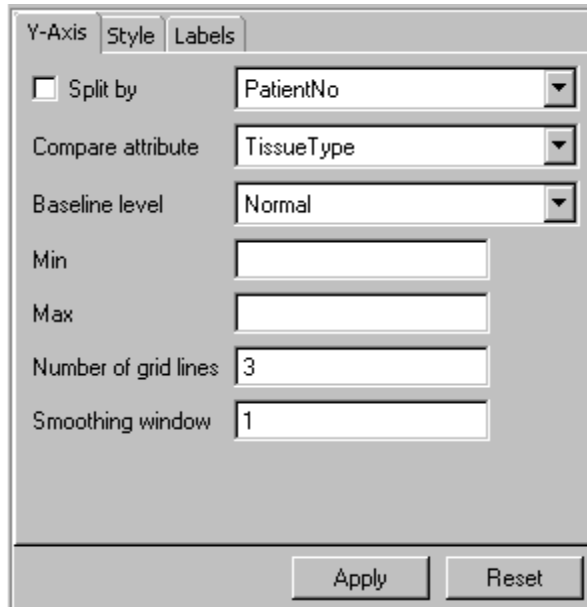 Y-Axis Style Labels
Split by PatientNo
Compare attribute TissueType
Baseline level Normal
Min
Max
Number of grid lines 3
Smoothing window 1
Apply Reset